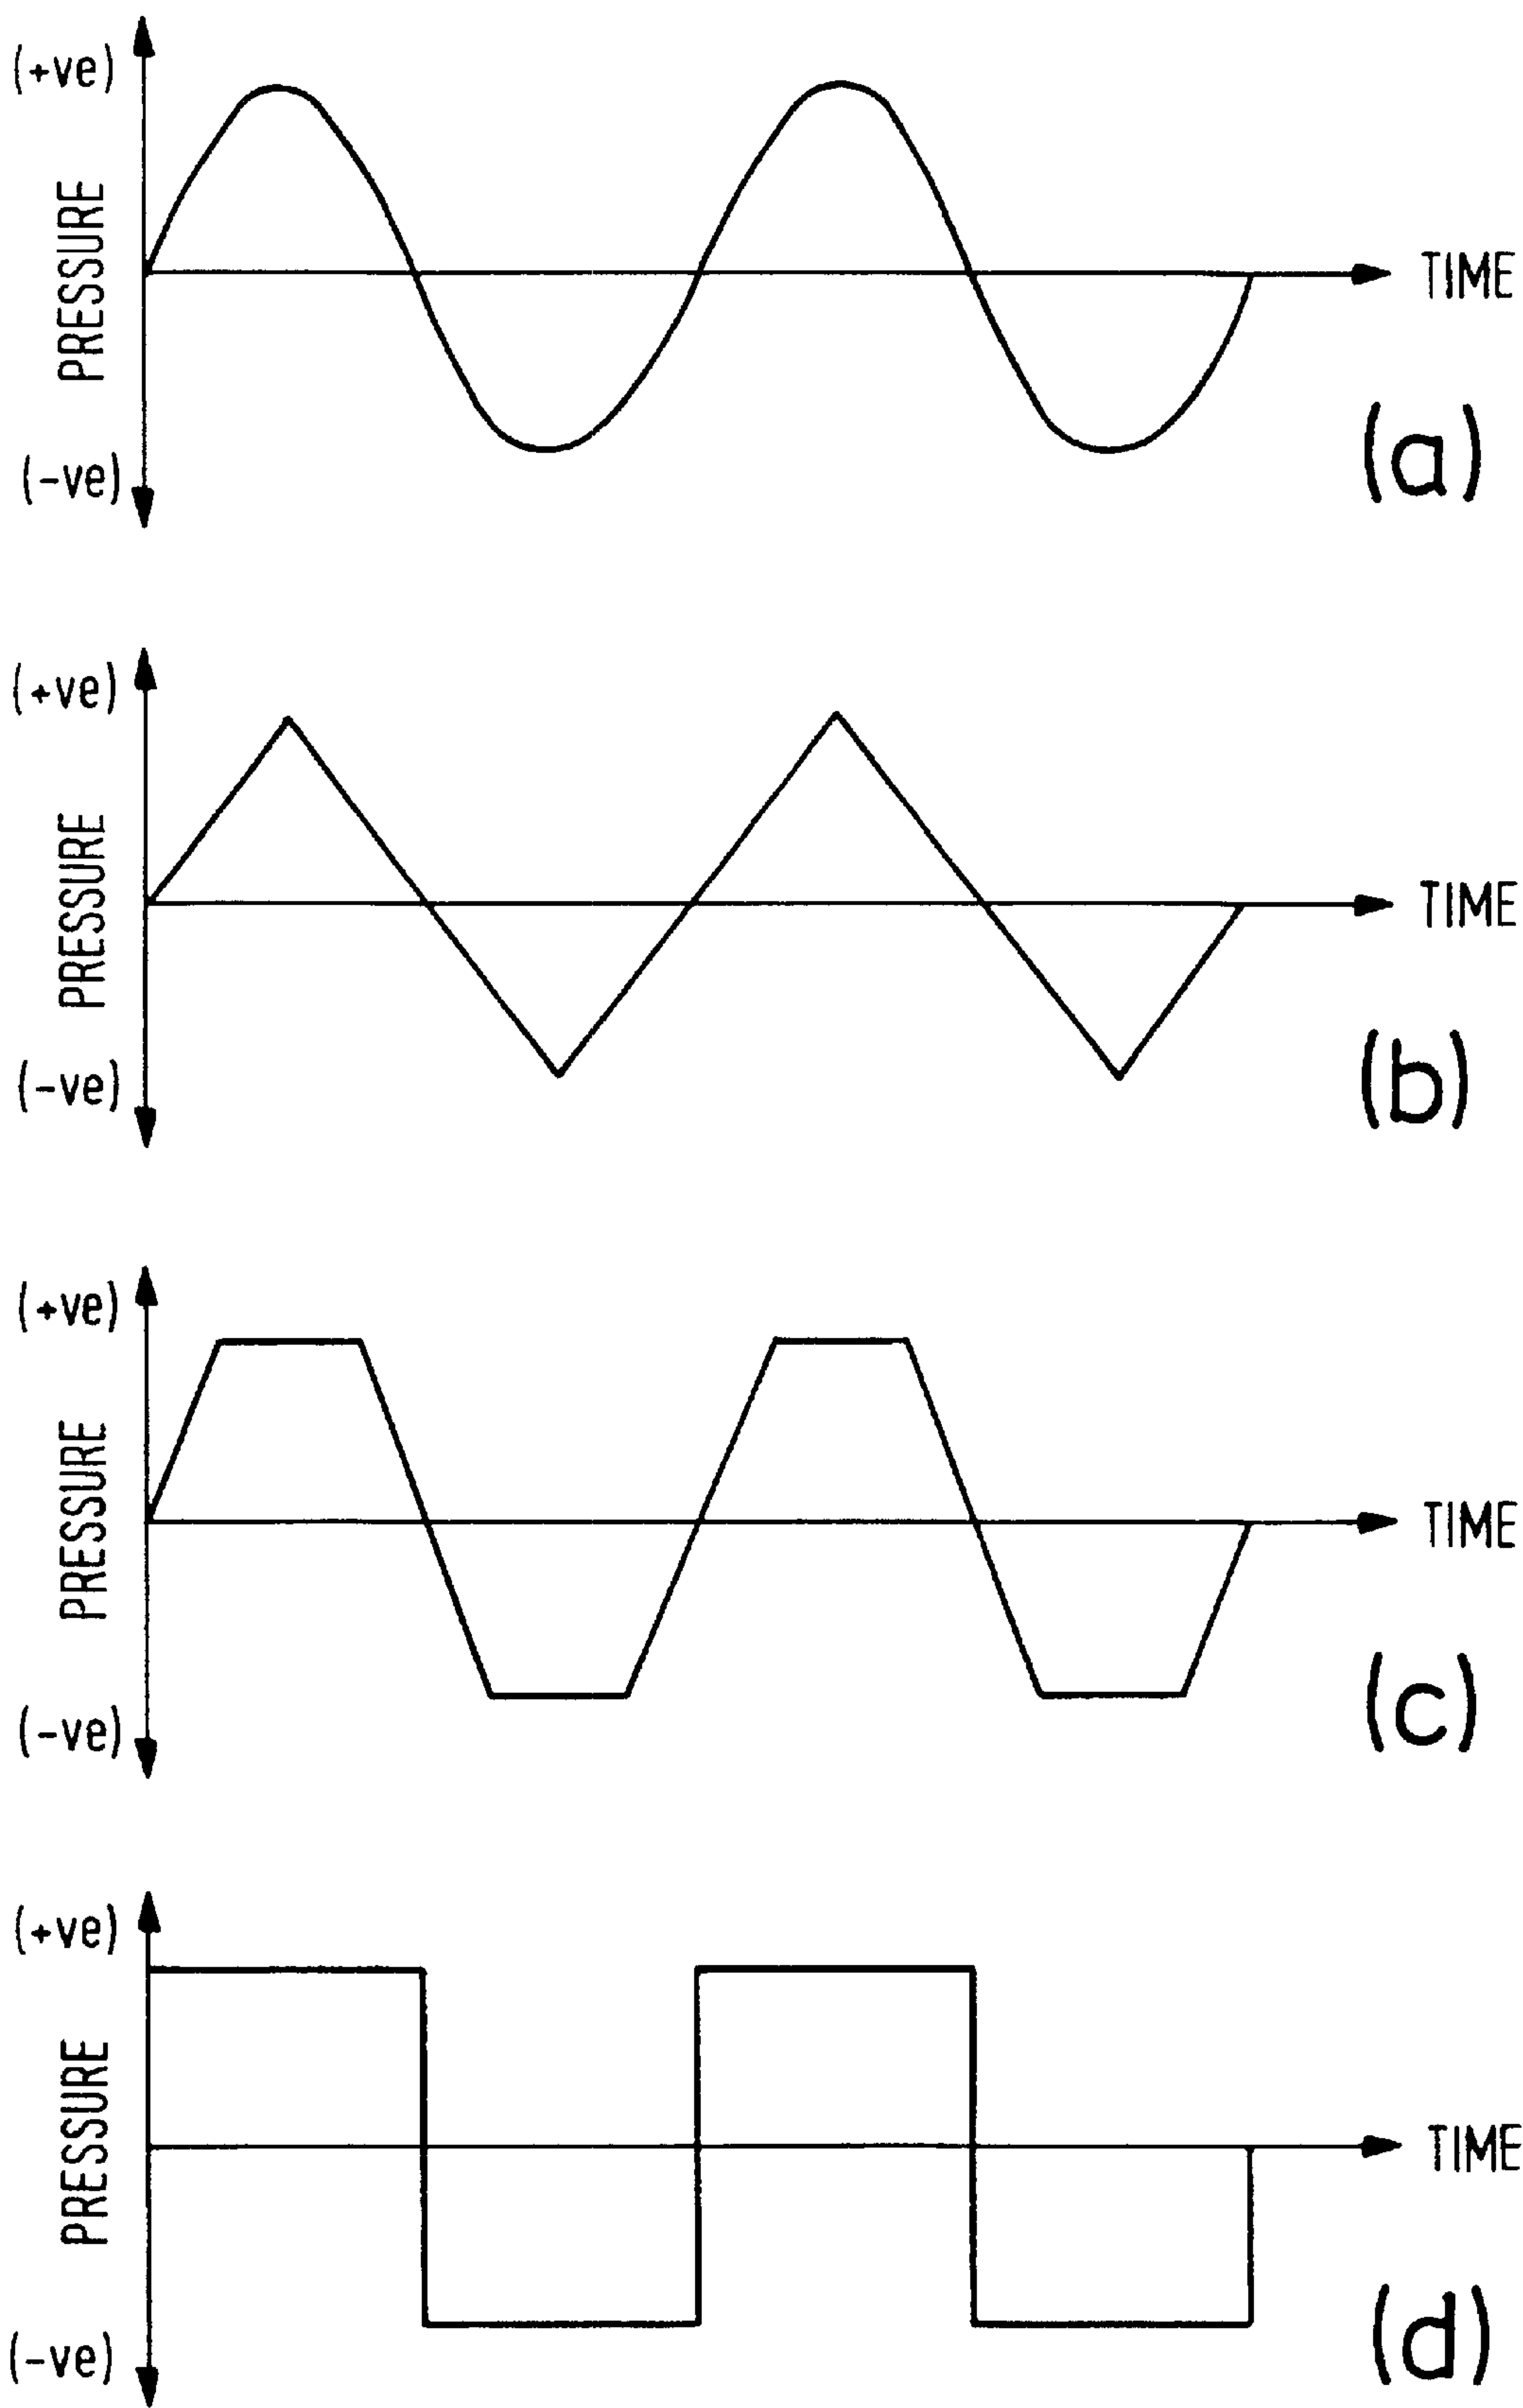 (+ve)
PRESSURE
TIME
(-ve)
(a)
(+ve)
PRESSURE
TIME
(-ve)
(b)
(+ve)
PRESSURE
TIME
(-ve)
(c)
(+ve)
PRESSURE
TIME
(-ve)
(d)